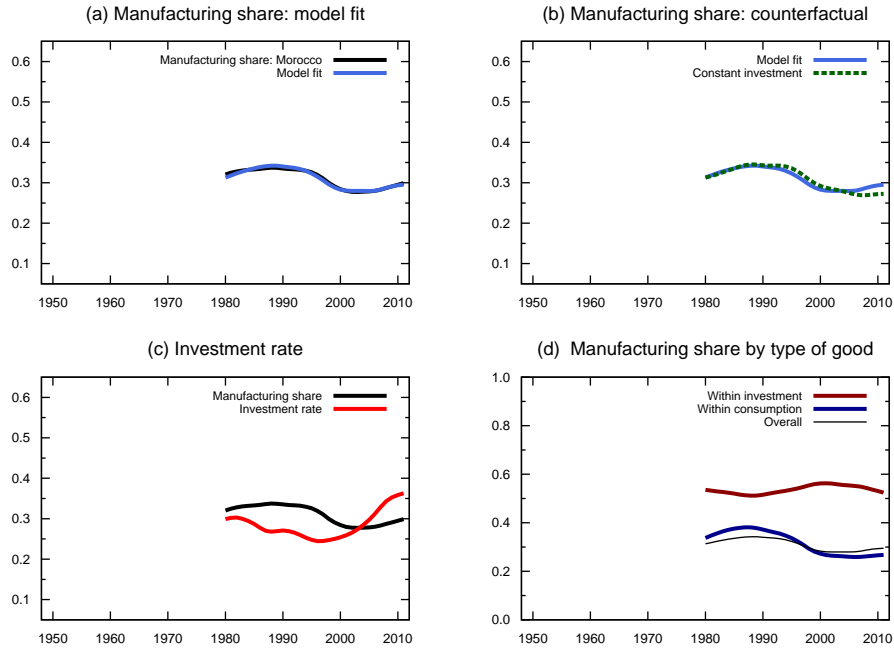 (a) Manufacturing share: model fit
0.6
0.5
0.4
0.3
0.2
0.1
Manufacturing share: Morocco
Model fit
1950 1960 1970 1980 1990 2000 2010
(b) Manufacturing share: counterfactual
0.6
0.5
0.4
0.3
0.2
0.1
Model fit
Constant investment
1950 1960 1970 1980 1990 2000 2010
(c) Investment rate
0.6
0.5
0.4
0.3
0.2
0.1
Manufacturing share
Investment rate
1950 1960 1970 1980 1990 2000 2010
(d) Manufacturing share by type of good
1.0
0.8
0.6
0.4
0.2
0.0
Within investment
Within consumption
Overall
1950 1960 1970 1980 1990 2000 2010